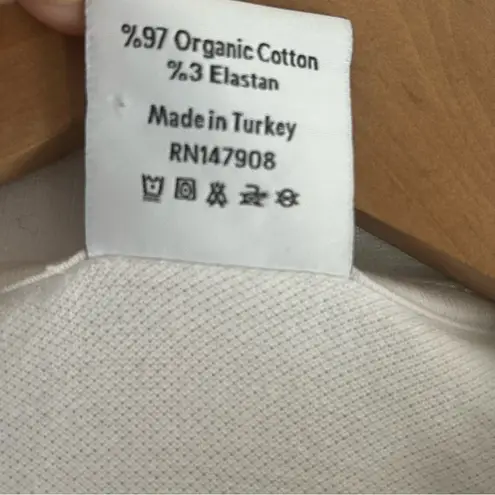 %97 Organic Cotton
%3 Elastan
Made in Turkey
RN147908